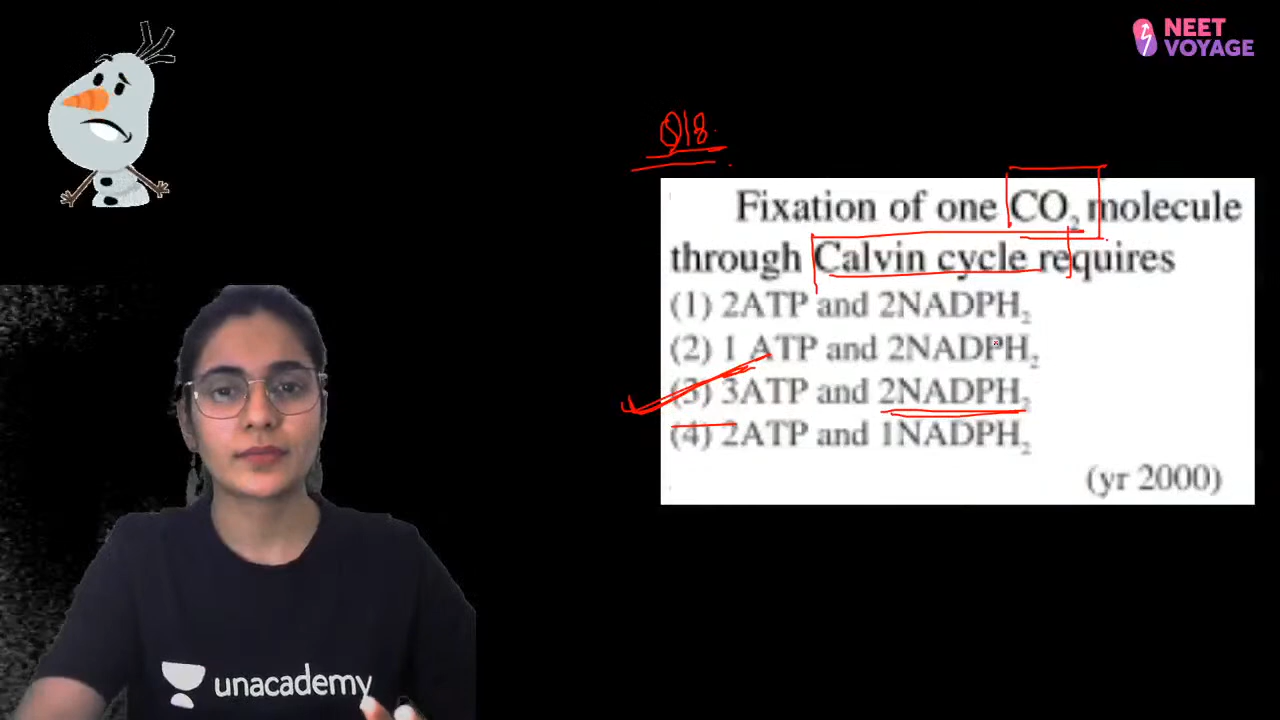 NEET
VOYAGE
Q18.
Fixation of one CO₂ molecule
through Calvin cycle requires
(1) 2ATP and 2NADPH₂
(2) 1 ATP and 2NADPH₂
(3) 3ATP and 2NADPH₂
(4) 2ATP and 1NADPH₂
(yr 2000)
unacademy